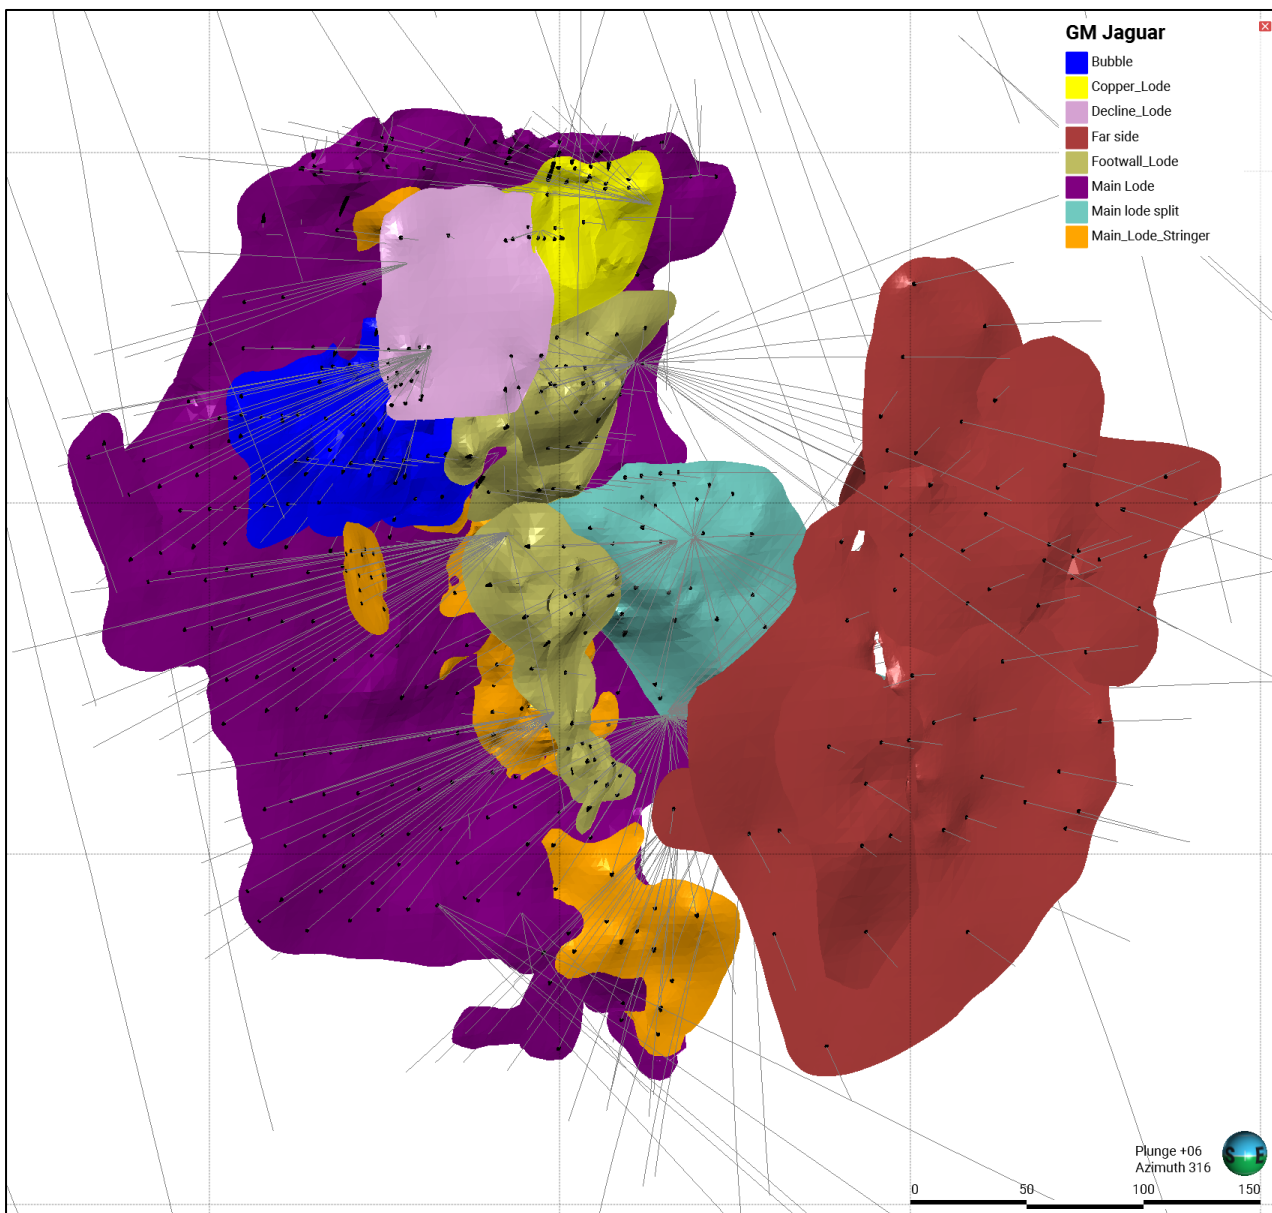 GM Jaguar
Bubble
Copper_Lode
Decline_Lode
Far side
Footwall_Lode
Main Lode
Main lode split
Main_Lode_Stringer
Plunge +06
Azimuth 316
S E
0 50 100 150